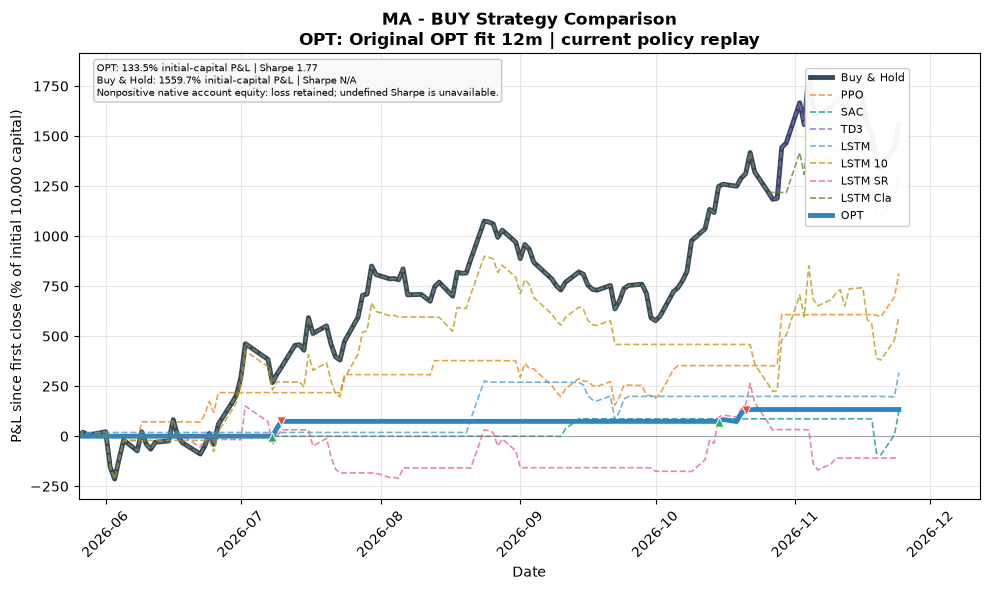 MA - BUY Strategy Comparison
OPT: Original OPT fit 12m | current policy replay
OPT: 133.5% initial-capital P&L | Sharpe 1.77
Buy & Hold: 1559.7% initial-capital P&L | Sharpe N/A
Nonpositive native account equity: loss retained; undefined Sharpe is unavailable.
Buy & Hold
PPO
SAC
TD3
LSTM
LSTM 10
LSTM SR
LSTM Cla
OPT
P&L since first close (% of initial 10,000 capital)
1750
1500
1250
1000
750
500
250
0
−250
2026-06
2026-07
2026-08
2026-09
2026-10
2026-11
2026-12
Date